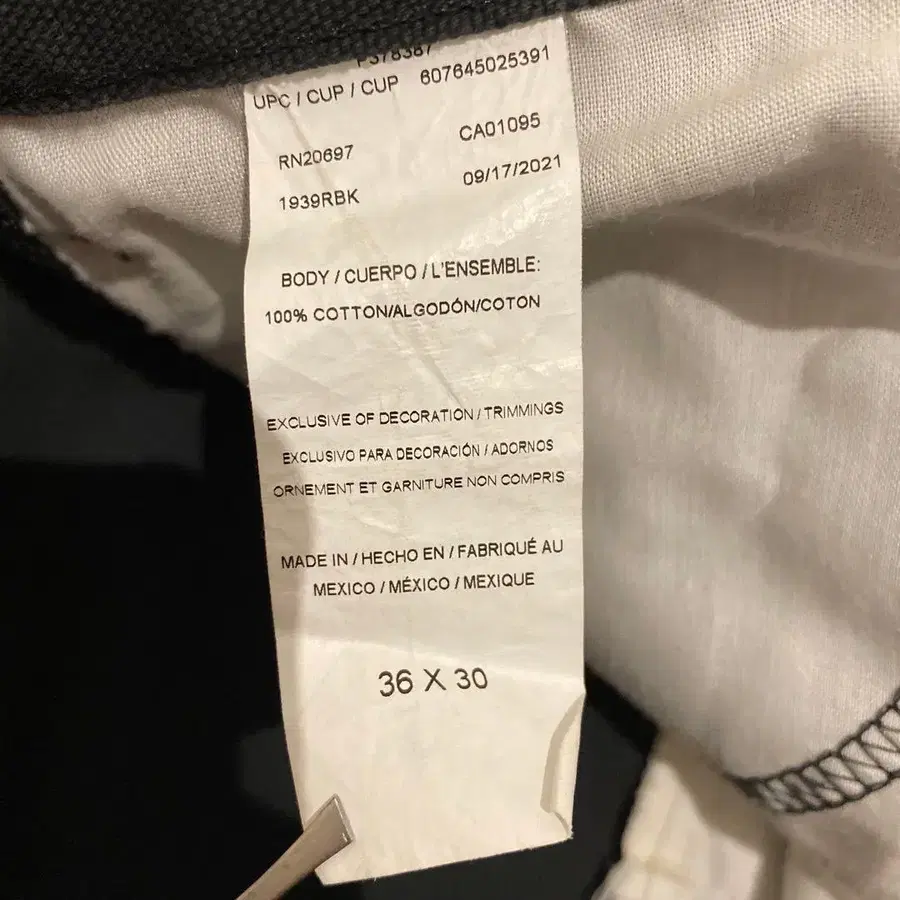 P378387
UPC / CUP / CUP 607645025391
RN20697 CA01095
1939RBK 09/17/2021
BODY / CUERPO / L'ENSEMBLE:
100% COTTON/ALGODÓN/COTON
EXCLUSIVE OF DECORATION / TRIMMINGS
EXCLUSIVO PARA DECORACIÓN / ADORNOS
ORNEMENT ET GARNITURE NON COMPRIS
MADE IN / HECHO EN / FABRIQUÉ AU
MEXICO / MÉXICO / MEXIQUE
36 X 30